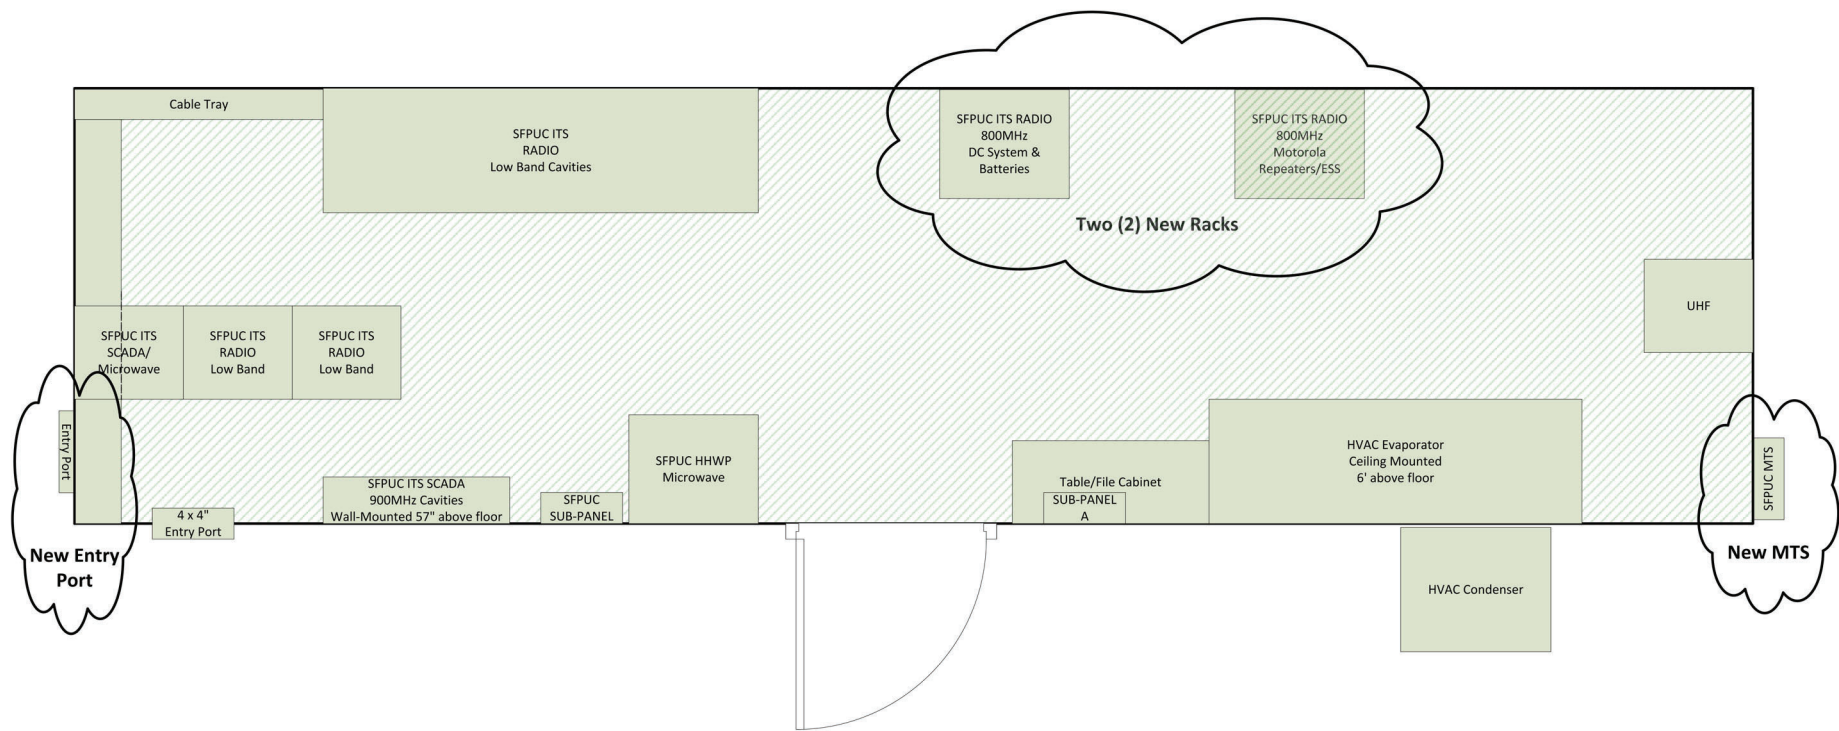 Cable Tray
SFPUC ITS
RADIO
Low Band Cavities
SFPUC ITS RADIO
800MHz
DC System &
Batteries
SFPUC ITS RADIO
800MHz
Motorola
Repeaters/ESS
Two (2) New Racks
UHF
SFPUC ITS
SCADA/
Microwave
SFPUC ITS
RADIO
Low Band
SFPUC ITS
RADIO
Low Band
Entry Port
New Entry
Port
4 x 4"
Entry Port
SFPUC ITS SCADA
900MHz Cavities
Wall-Mounted 57" above floor
SFPUC
SUB-PANEL
SFPUC HHWP
Microwave
Table/File Cabinet
SUB-PANEL
A
HVAC Evaporator
Ceiling Mounted
6' above floor
SFPUC MTS
New MTS
HVAC Condenser